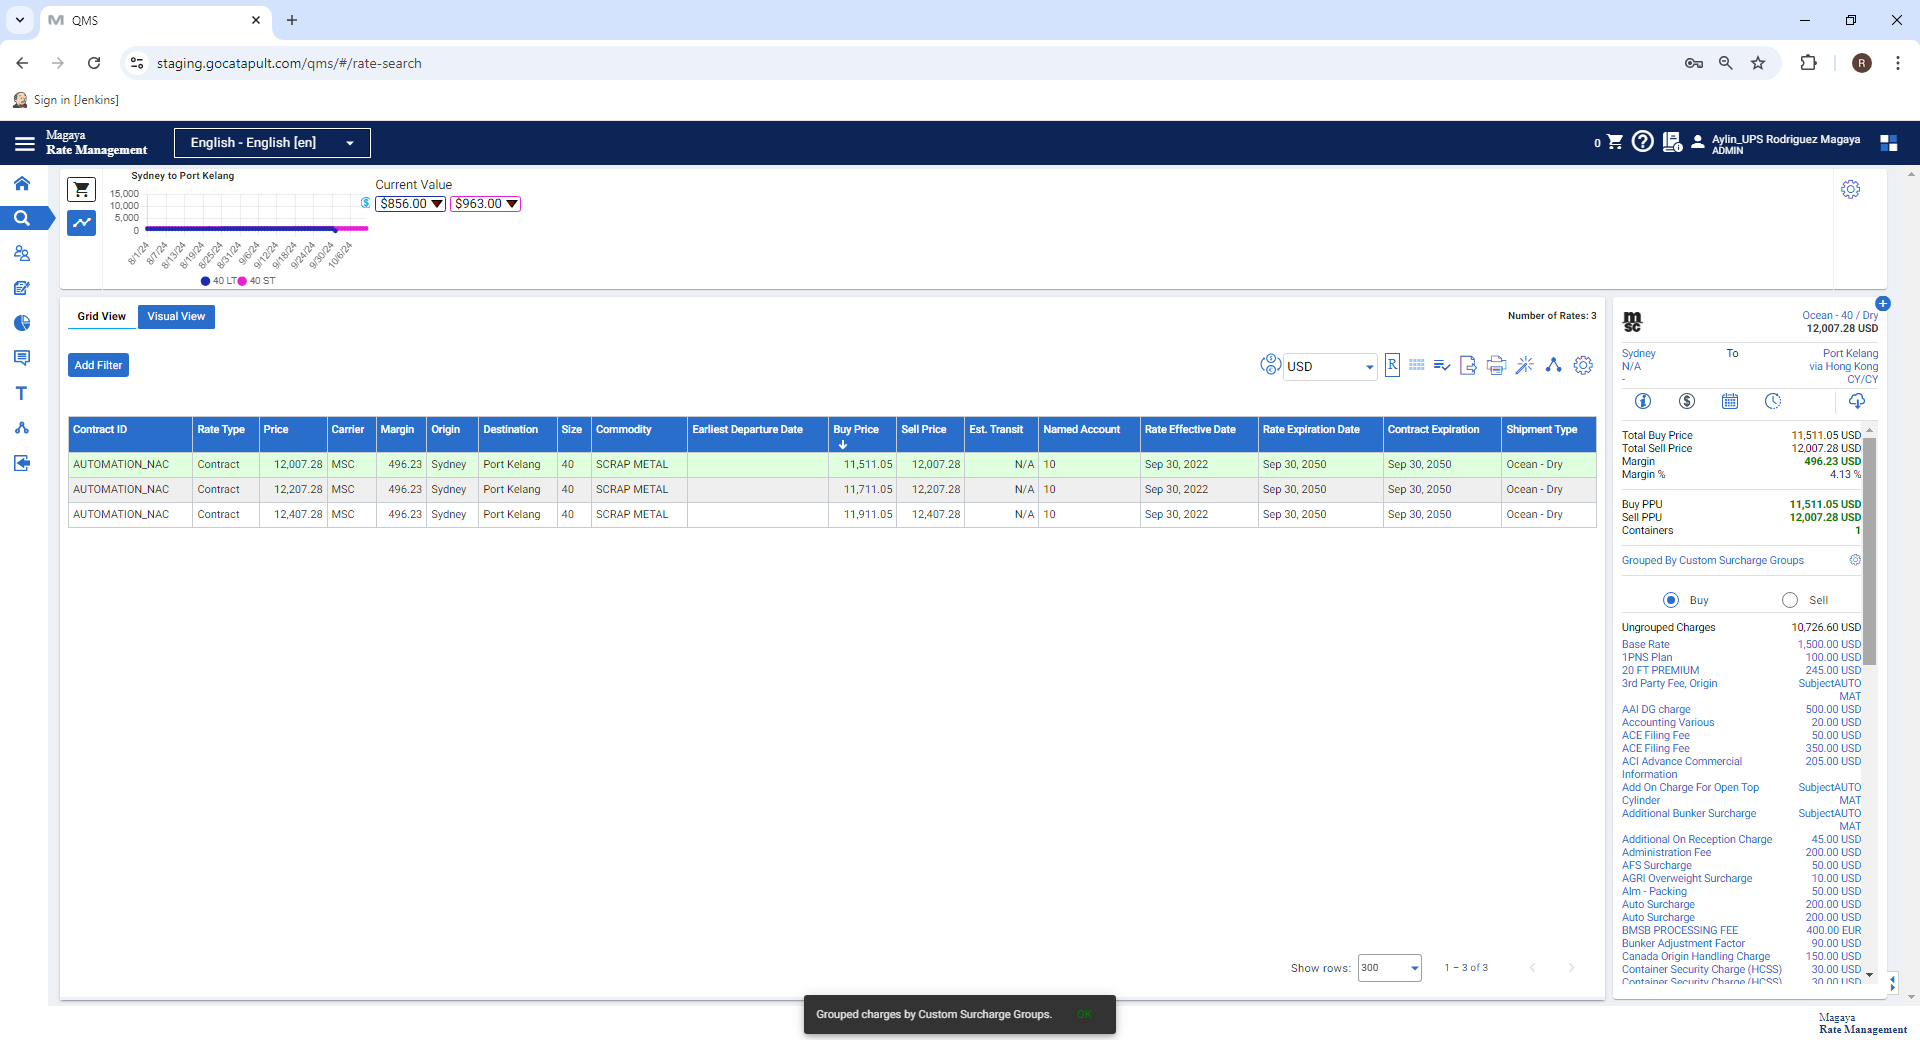 QMS
staging.gocatapult.com/qms/#/rate-search
R
Sign in [Jenkins]
Magaya
Rate Management
English - English [en]
0
Aylin_UPS Rodriguez Magaya
ADMIN
Sydney to Port Kelang
15,000
10,000
5,000
0
8/1/24
8/7/24
8/13/24
8/19/24
8/25/24
8/31/24
9/6/24
9/12/24
9/18/24
9/24/24
9/30/24
10/6/24
40 LT 40 ST
Current Value
$856.00 $963.00
Grid View Visual View
Number of Rates: 3
Add Filter
USD
R
Contract ID Rate Type Price Carrier Margin Origin Destination Size Commodity Earliest Departure Date Buy Price Sell Price Est. Transit Named Account Rate Effective Date Rate Expiration Date Contract Expiration Shipment Type
AUTOMATION_NAC Contract 12,007.28 MSC 496.23 Sydney Port Kelang 40 SCRAP METAL 11,511.05 12,007.28 N/A 10 Sep 30, 2022 Sep 30, 2050 Sep 30, 2050 Ocean - Dry
AUTOMATION_NAC Contract 12,207.28 MSC 496.23 Sydney Port Kelang 40 SCRAP METAL 11,711.05 12,207.28 N/A 10 Sep 30, 2022 Sep 30, 2050 Sep 30, 2050 Ocean - Dry
AUTOMATION_NAC Contract 12,407.28 MSC 496.23 Sydney Port Kelang 40 SCRAP METAL 11,911.05 12,407.28 N/A 10 Sep 30, 2022 Sep 30, 2050 Sep 30, 2050 Ocean - Dry
Show rows: 300 1 – 3 of 3
msc
Ocean - 40 / Dry
12,007.28 USD
Sydney To Port Kelang
N/A via Hong Kong
- CY/CY
Total Buy Price 11,511.05 USD
Total Sell Price 12,007.28 USD
Margin 496.23 USD
Margin % 4.13 %
Buy PPU 11,511.05 USD
Sell PPU 12,007.28 USD
Containers 1
Grouped By Custom Surcharge Groups
Buy Sell
Ungrouped Charges 10,726.60 USD
Base Rate 1,500.00 USD
1PNS Plan 100.00 USD
20 FT PREMIUM 245.00 USD
3rd Party Fee, Origin SubjectAUTO
MAT
AAI DG charge 500.00 USD
Accounting Various 20.00 USD
ACE Filing Fee 50.00 USD
ACE Filing Fee 350.00 USD
ACI Advance Commercial 205.00 USD
Information
Add On Charge For Open Top SubjectAUTO
Cylinder MAT
Additional Bunker Surcharge SubjectAUTO
MAT
Additional On Reception Charge 45.00 USD
Administration Fee 200.00 USD
AFS Surcharge 50.00 USD
AGRI Overweight Surcharge 10.00 USD
Alm - Packing 50.00 USD
Auto Surcharge 200.00 USD
Auto Surcharge 200.00 USD
BMSB PROCESSING FEE 400.00 EUR
Bunker Adjustment Factor 90.00 USD
Canada Origin Handling Charge 150.00 USD
Container Security Charge (HCSS) 30.00 USD
Container Security Charge (HCSS) 30.00 USD
Grouped charges by Custom Surcharge Groups. OK
Magaya
Rate Management